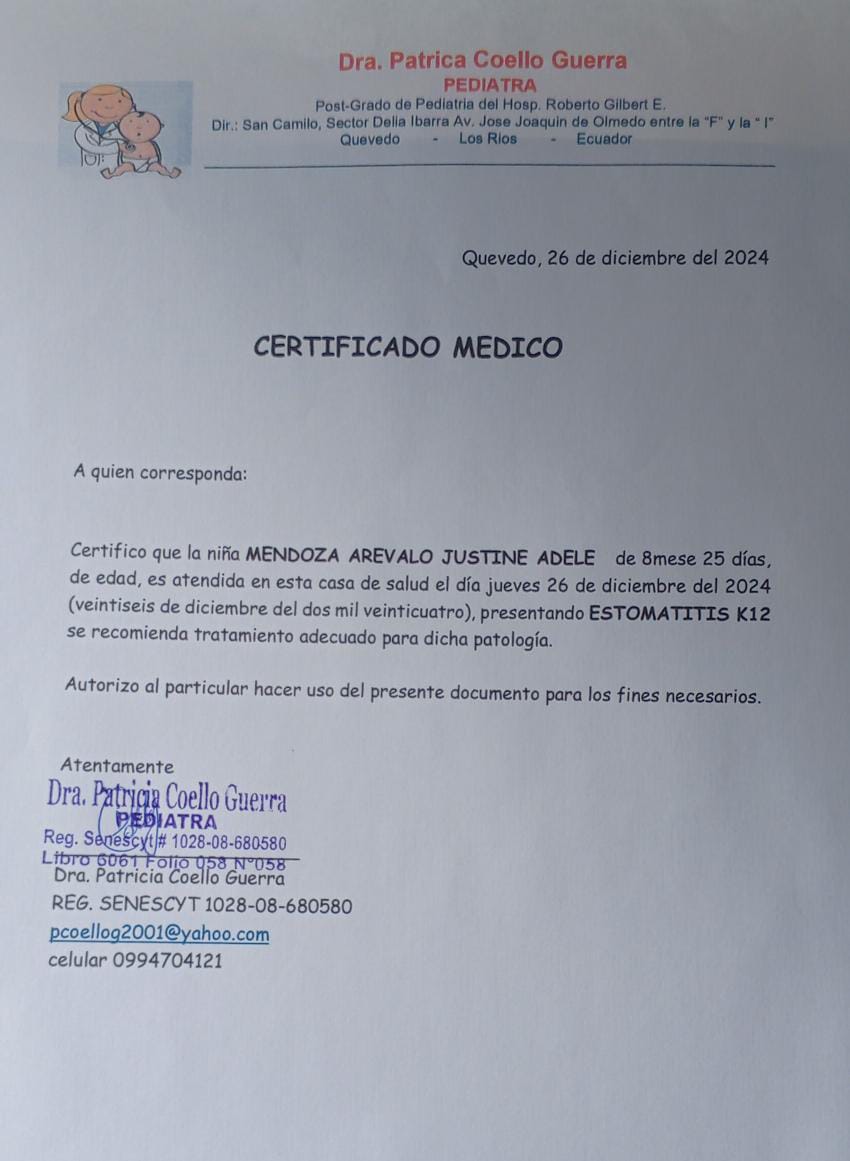 Dra. Patrica Coello Guerra
PEDIATRA
Post-Grado de Pediatria del Hosp. Roberto Gilbert E.
Dir.: San Camilo, Sector Delia Ibarra Av. Jose Joaquin de Olmedo entre la "F" y la " I"
Quevedo - Los Rios - Ecuador
Quevedo, 26 de diciembre del 2024
CERTIFICADO MEDICO
A quien corresponda:
Certifico que la niña MENDOZA AREVALO JUSTINE ADELE de 8mese 25 días,
de edad, es atendida en esta casa de salud el día jueves 26 de diciembre del 2024
(veintiseis de diciembre del dos mil veinticuatro), presentando ESTOMATITIS K12
se recomienda tratamiento adecuado para dicha patología.
Autorizo al particular hacer uso del presente documento para los fines necesarios.
Atentamente
Dra. Patricia Coello Guerra
PEDIATRA
Reg. Senescyt # 1028-08-680580
Libro 6061 Folio 058 N°058
Dra. Patricia Coello Guerra
REG. SENESCYT 1028-08-680580
pcoellog2001@yahoo.com
celular 0994704121